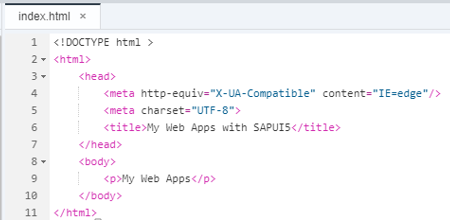 index.html ×
1 <!DOCTYPE html >
2 <html>
3 <head>
4 <meta http-equiv="X-UA-Compatible" content="IE=edge"/>
5 <meta charset="UTF-8">
6 <title>My Web Apps with SAPUI5</title>
7 </head>
8 <body>
9 <p>My Web Apps</p>
10 </body>
11 </html>